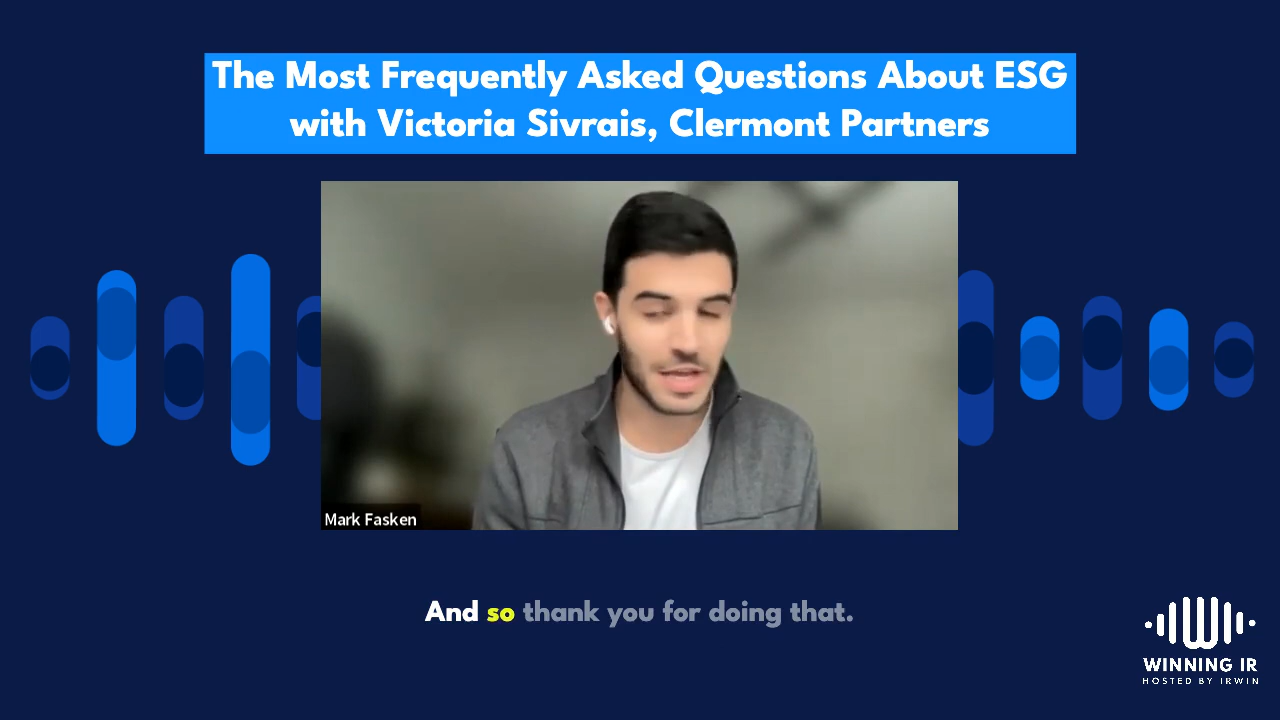 The Most Frequently Asked Questions About ESG
with Victoria Sivrais, Clermont Partners
Mark Fasken
And so thank you for doing that.
WINNING IR
HOSTED BY IRWIN